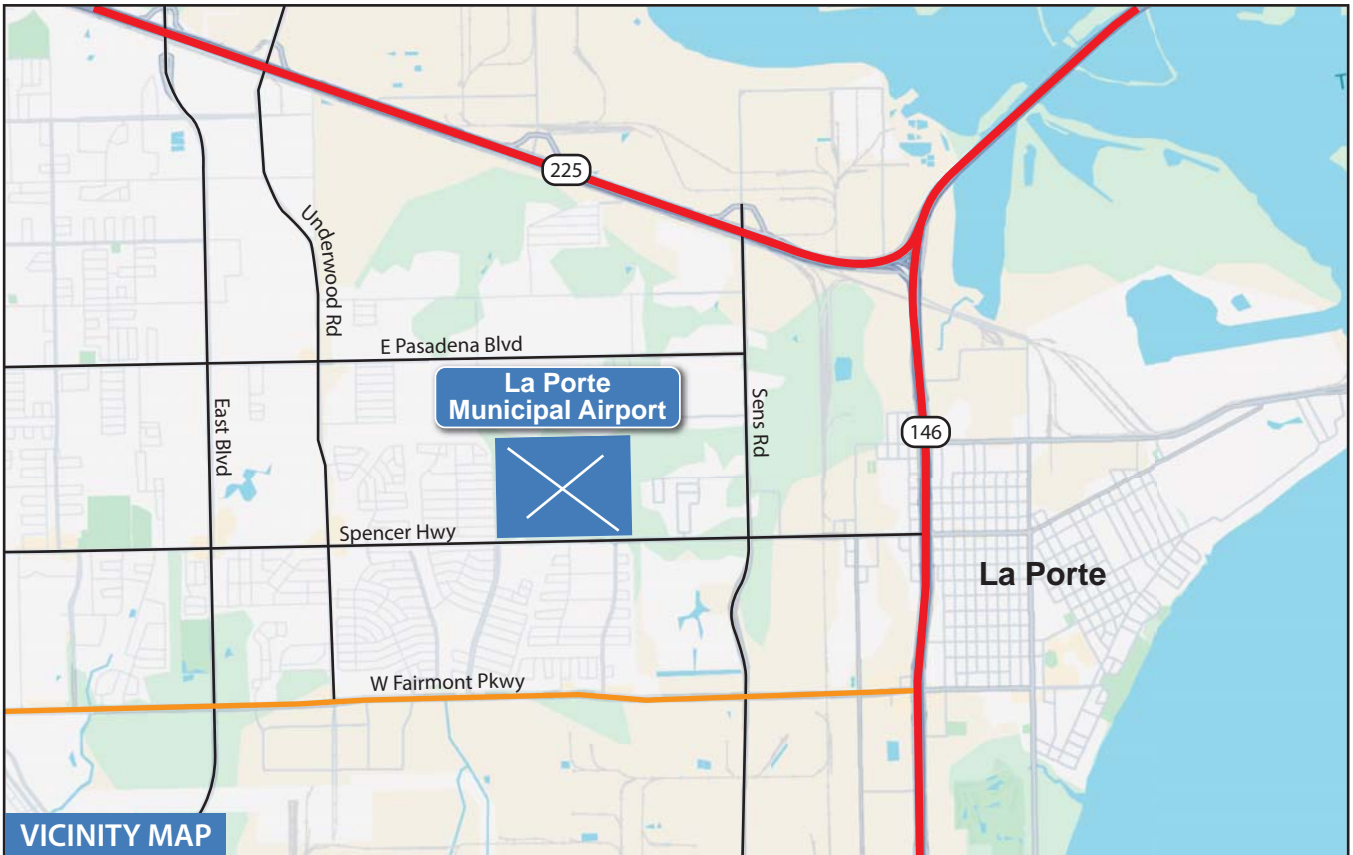 225
Underwood Rd
E Pasadena Blvd
La Porte
Municipal Airport
East Blvd
Sens Rd
146
Spencer Hwy
La Porte
W Fairmont Pkwy
VICINITY MAP